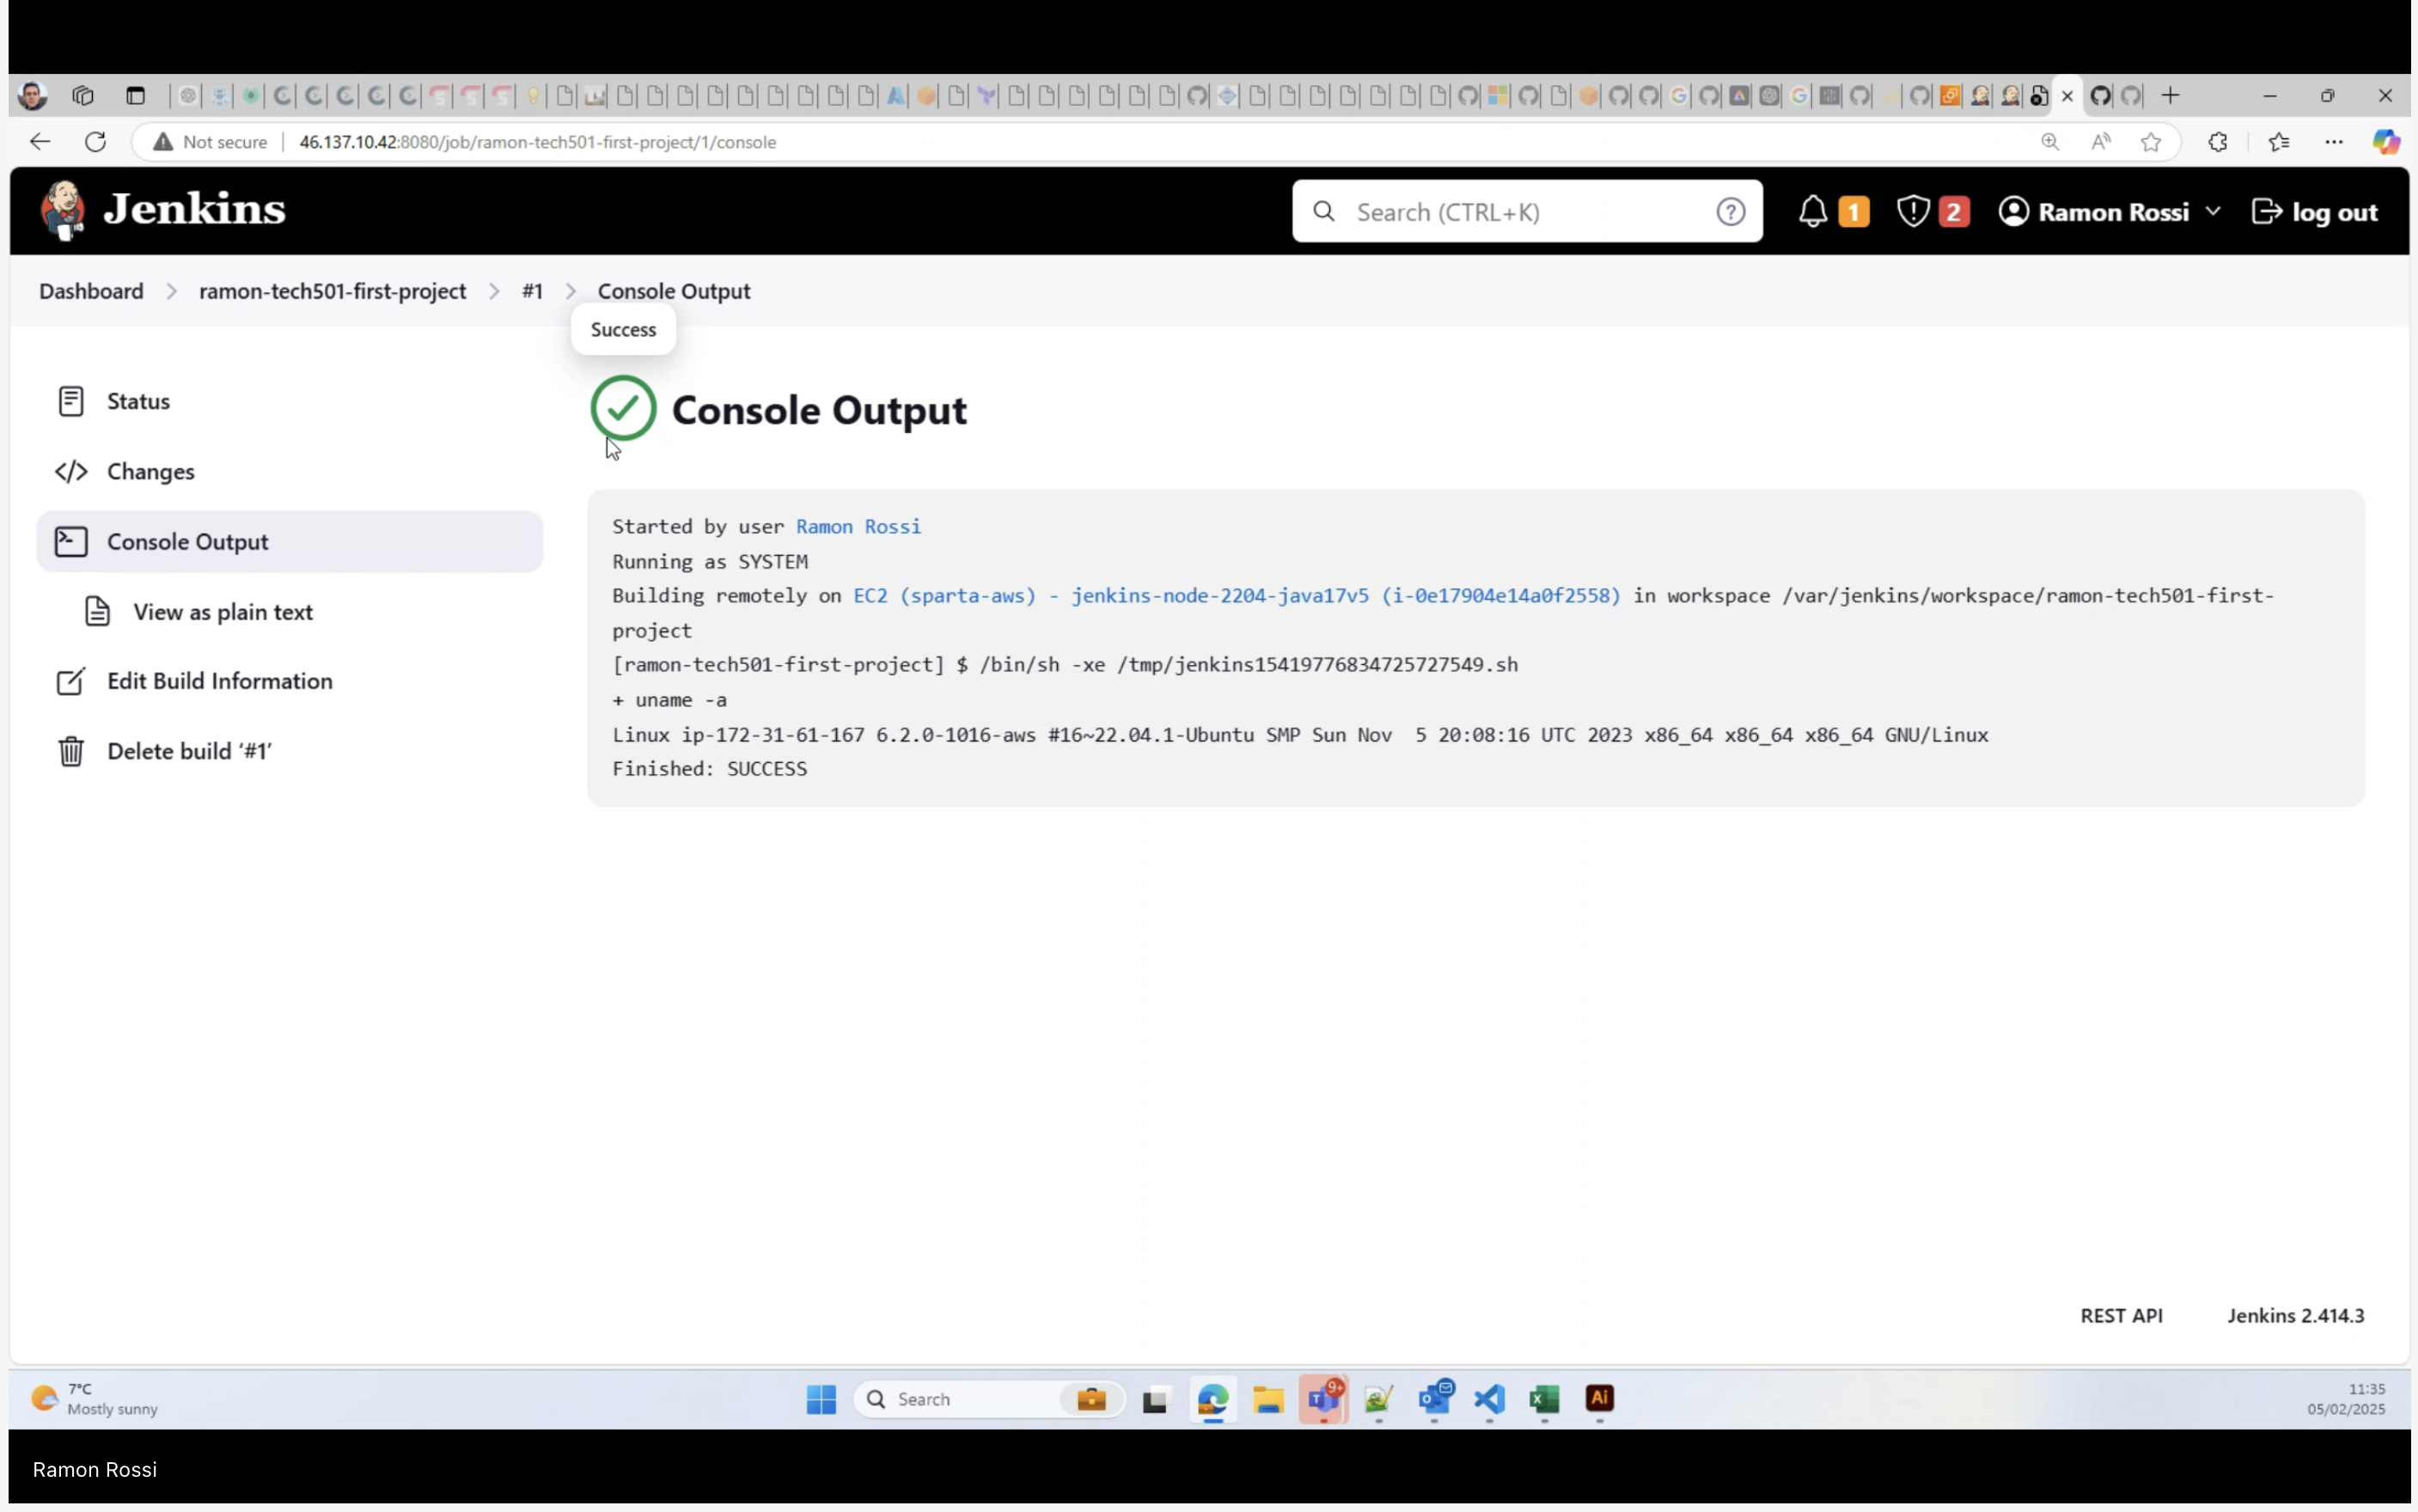 Not secure
46.137.10.42:8080/job/ramon-tech501-first-project/1/console
Jenkins
Search (CTRL+K)
1
2
Ramon Rossi
log out
Dashboard
ramon-tech501-first-project
#1
Console Output
Success
Status
Changes
Console Output
View as plain text
Edit Build Information
Delete build ‘#1’
Console Output
Started by user Ramon Rossi
Running as SYSTEM
Building remotely on EC2 (sparta-aws) - jenkins-node-2204-java17v5 (i-0e17904e14a0f2558) in workspace /var/jenkins/workspace/ramon-tech501-first-
project
[ramon-tech501-first-project] $ /bin/sh -xe /tmp/jenkins15419776834725727549.sh
+ uname -a
Linux ip-172-31-61-167 6.2.0-1016-aws #16~22.04.1-Ubuntu SMP Sun Nov  5 20:08:16 UTC 2023 x86_64 x86_64 x86_64 GNU/Linux
Finished: SUCCESS
REST API
Jenkins 2.414.3
7°C
Mostly sunny
Search
9+
Ai
11:35
05/02/2025
Ramon Rossi